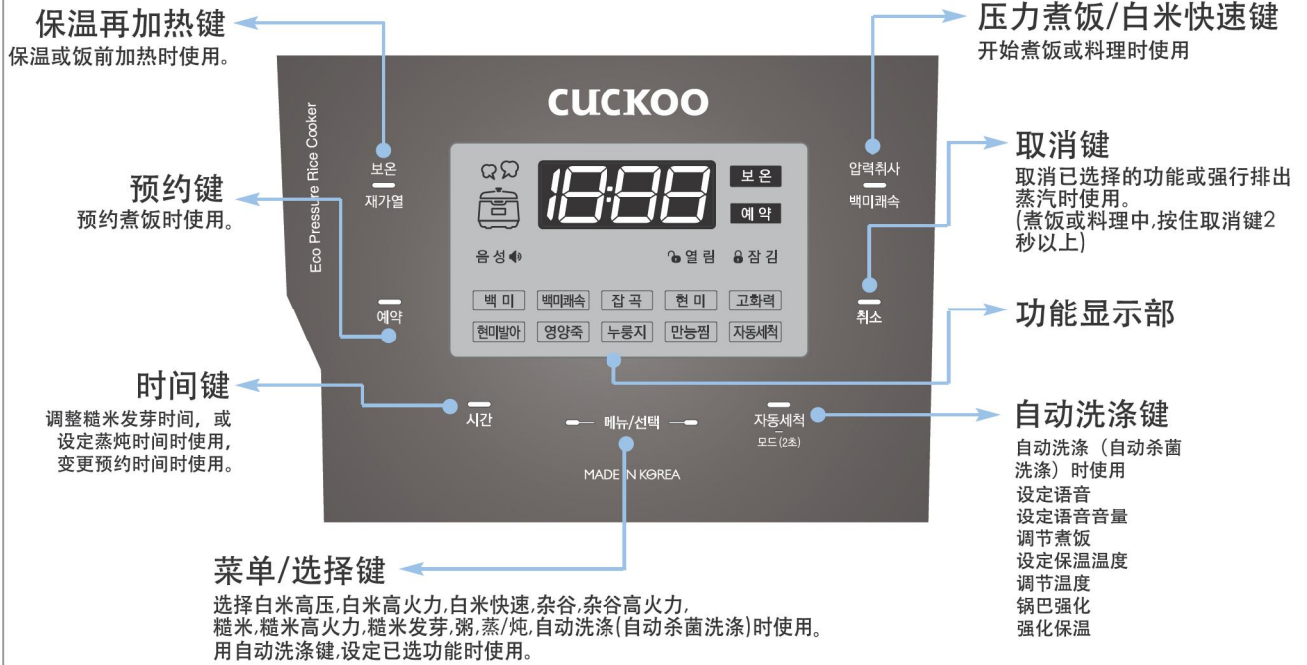 保温再加热键
保温或饭前加热时使用。
预约键
预约煮饭时使用。
时间键
调整糙米发芽时间，或
设定蒸炖时间时使用,
变更预约时间时使用。
Eco Pressure Rice Cooker
CUCKOO
보온
재가열
18:88
보온
예약
음성
열림
잠김
백미 백미쾌속 잡곡 현미 고화력
현미발아 영양죽 누룽지 만능찜 자동세척
압력취사
백미쾌속
예약
취소
시간
메뉴/선택
자동세척
모드(2초)
MADE IN KOREA
压力煮饭/白米快速键
开始煮饭或料理时使用
取消键
取消已选择的功能或强行排出
蒸汽时使用。
(煮饭或料理中,按住取消键2
秒以上)
功能显示部
自动洗涤键
自动洗涤（自动杀菌
洗涤）时使用
设定语音
设定语音音量
调节煮饭
设定保温温度
调节温度
锅巴强化
强化保温
菜单/选择键
选择白米高压,白米高火力,白米快速,杂谷,杂谷高火力,
糙米,糙米高火力,糙米发芽,粥,蒸/炖,自动洗涤(自动杀菌洗涤)时使用。
用自动洗涤键,设定已选功能时使用。